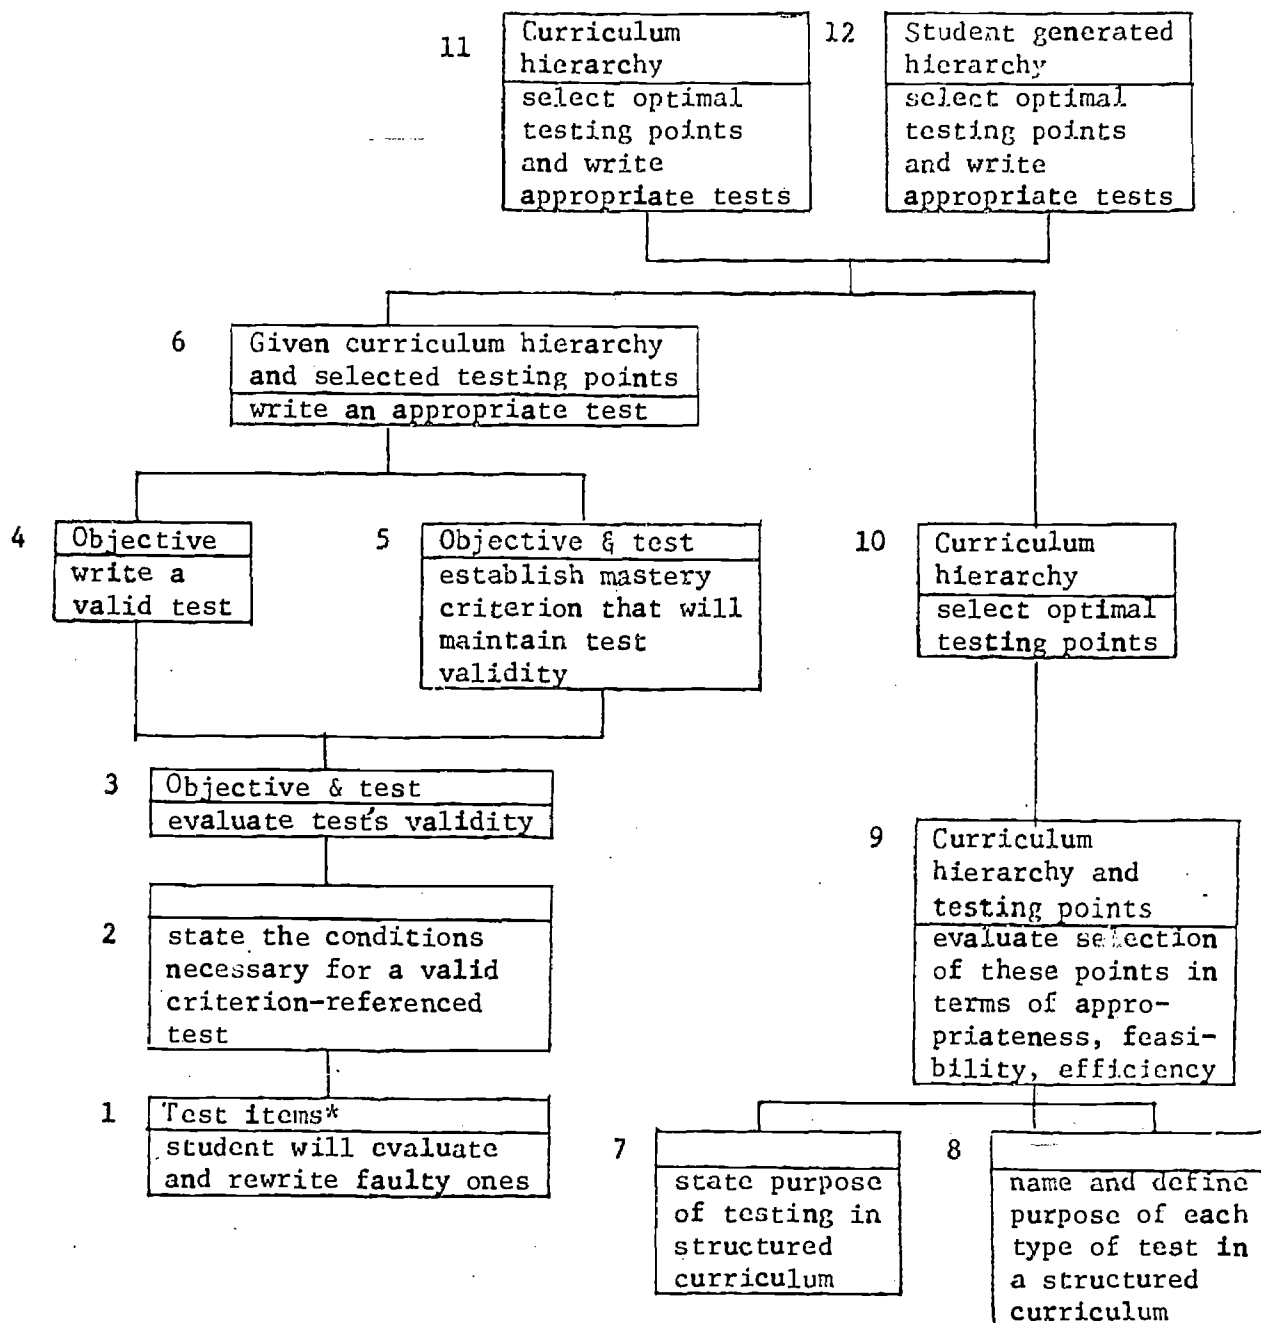 11
Curriculum
hierarchy
select optimal
testing points
and write
appropriate tests
12
Student generated
hierarchy
select optimal
testing points
and write
appropriate tests
6
Given curriculum hierarchy
and selected testing points
write an appropriate test
4
Objective
write a
valid test
5
Objective & test
establish mastery
criterion that will
maintain test
validity
10
Curriculum
hierarchy
select optimal
testing points
3
Objective & test
evaluate test's validity
9
Curriculum
hierarchy and
testing points
evaluate selection
of these points in
terms of appro-
priateness, feasi-
bility, efficiency
2
state the conditions
necessary for a valid
criterion-referenced
test
1
Test items*
student will evaluate
and rewrite faulty ones
7
state purpose
of testing in
structured
curriculum
8
name and define
purpose of each
type of test in
a structured
curriculum